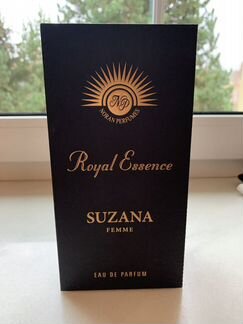 NP
NORAN PERFUMES
Royal Essence
SUZANA
FEMME
EAU DE PARFUM